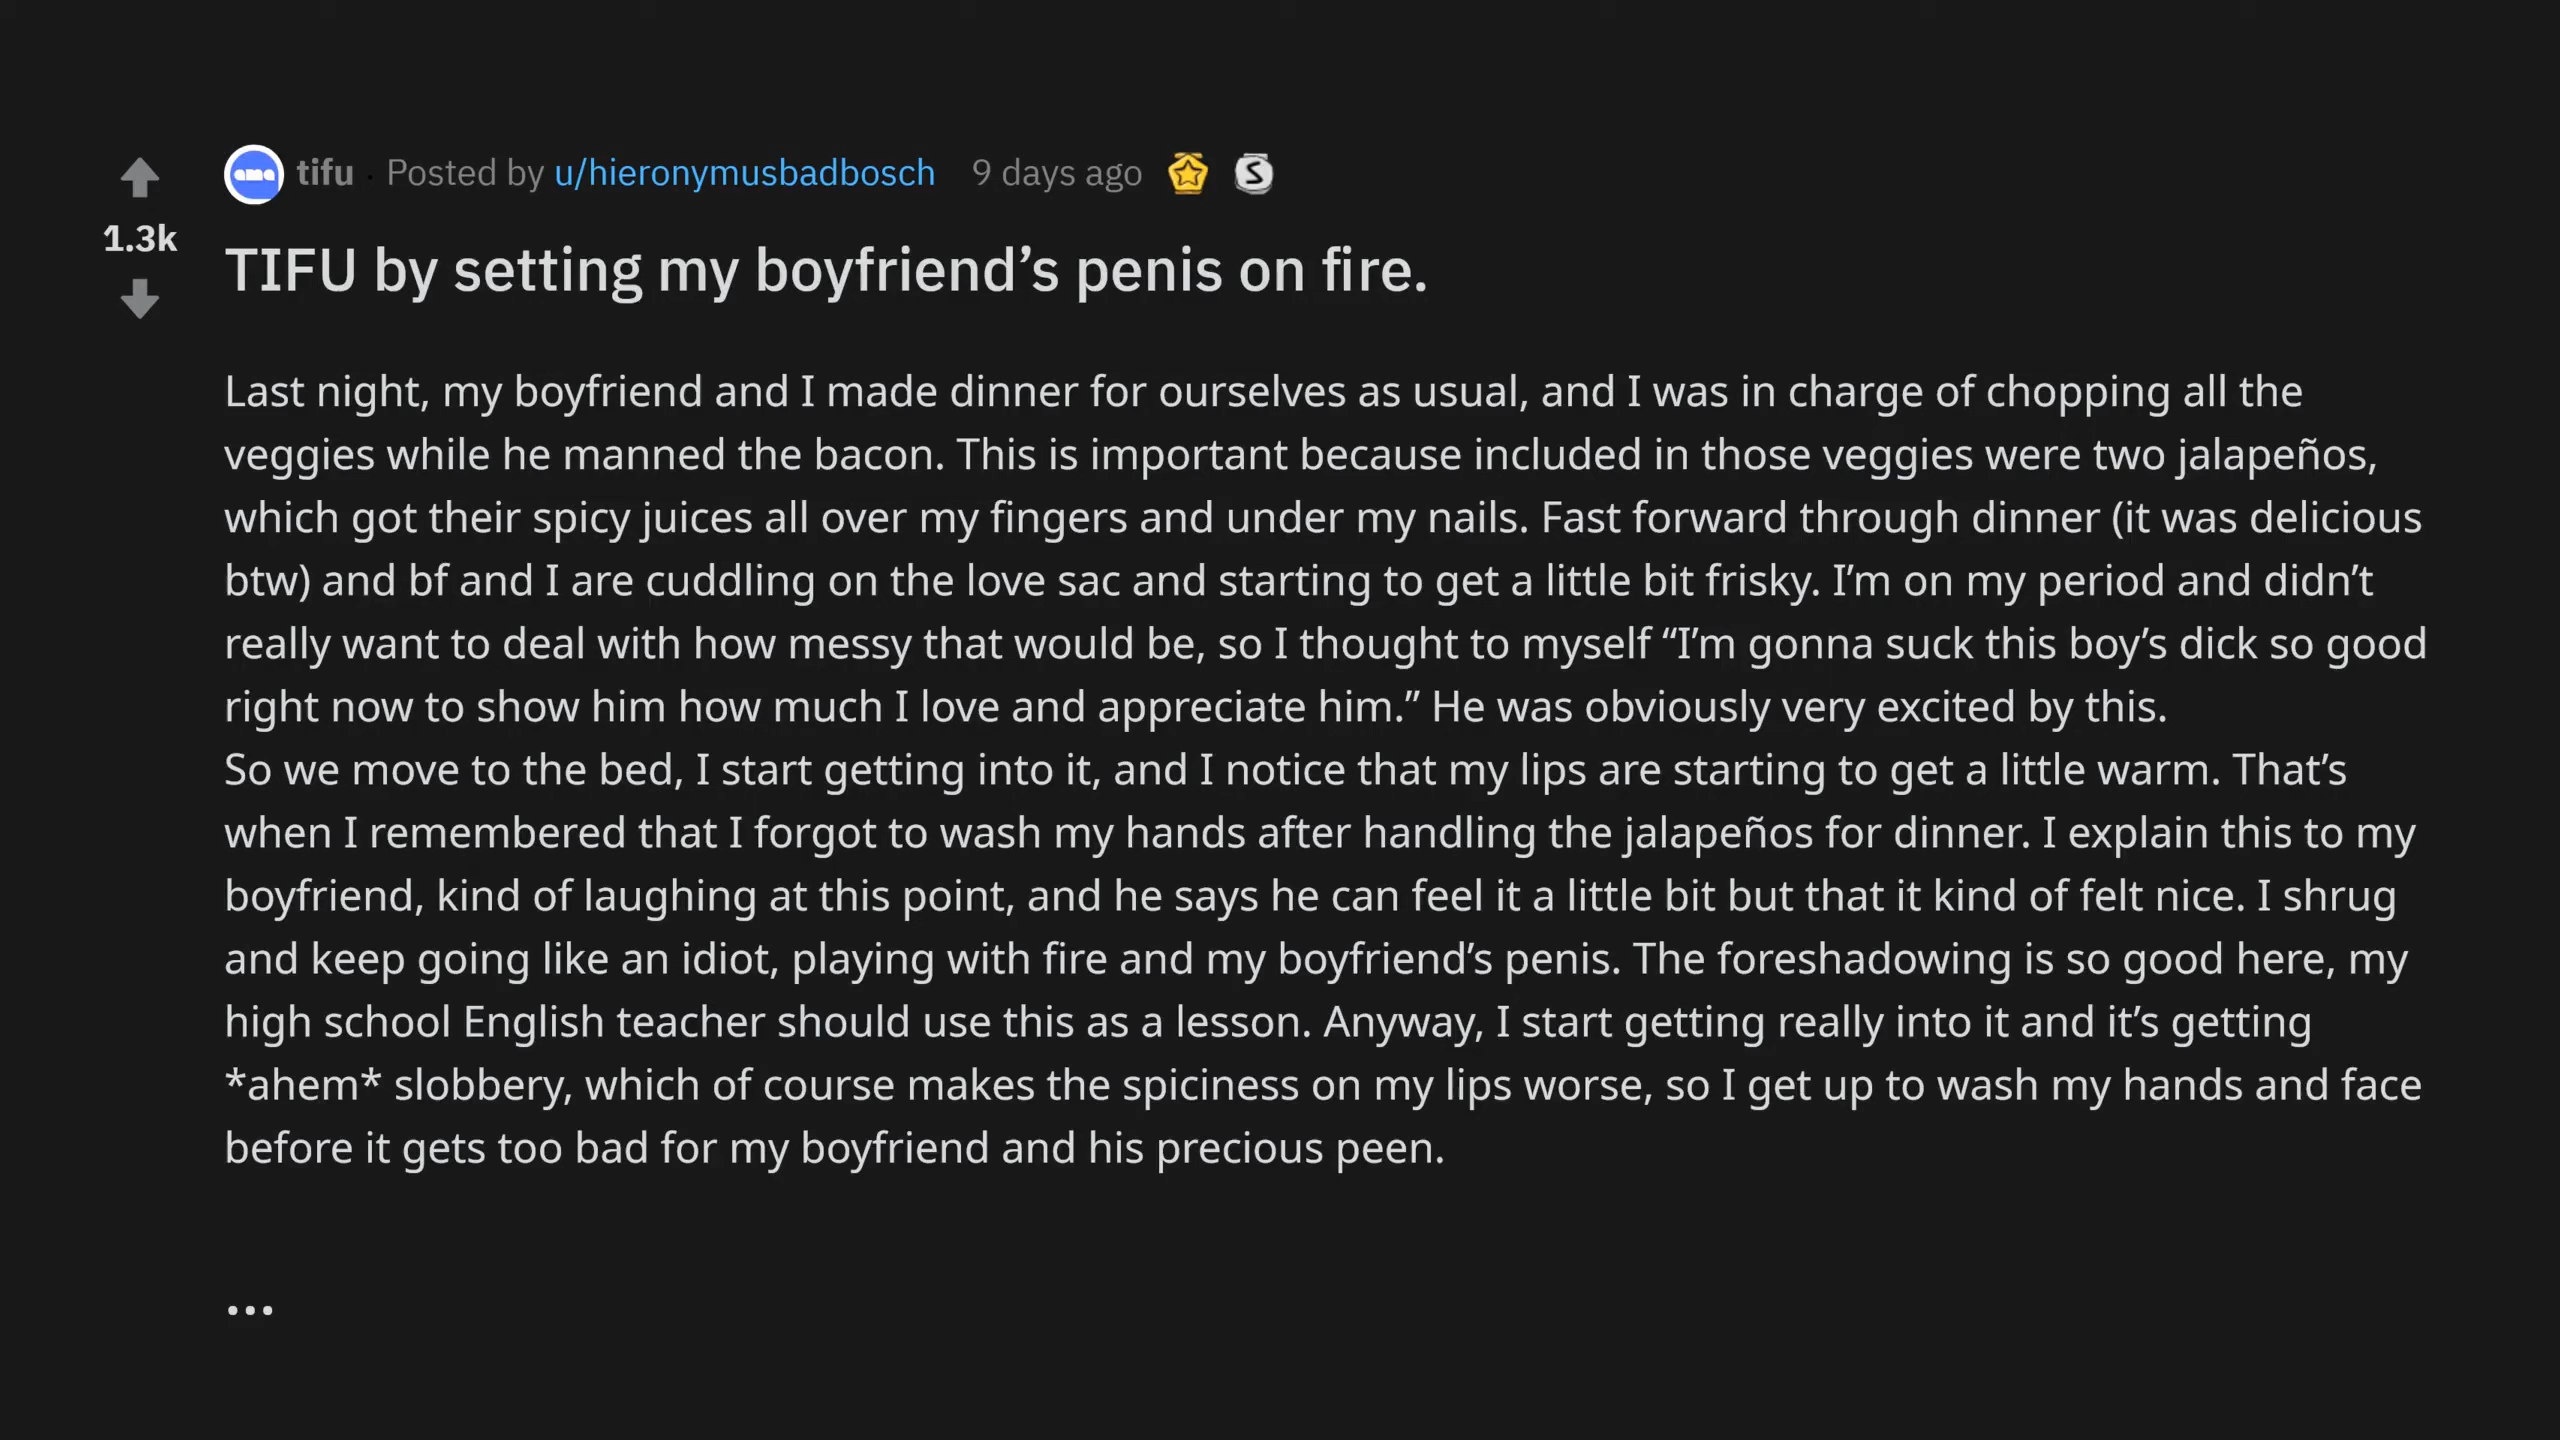 ama tifu · Posted by u/hieronymusbadbosch 9 days ago S
1.3k
TIFU by setting my boyfriend’s penis on fire.
Last night, my boyfriend and I made dinner for ourselves as usual, and I was in charge of chopping all the
veggies while he manned the bacon. This is important because included in those veggies were two jalapeños,
which got their spicy juices all over my fingers and under my nails. Fast forward through dinner (it was delicious
btw) and bf and I are cuddling on the love sac and starting to get a little bit frisky. I’m on my period and didn’t
really want to deal with how messy that would be, so I thought to myself “I’m gonna suck this boy’s dick so good
right now to show him how much I love and appreciate him.” He was obviously very excited by this.
So we move to the bed, I start getting into it, and I notice that my lips are starting to get a little warm. That’s
when I remembered that I forgot to wash my hands after handling the jalapeños for dinner. I explain this to my
boyfriend, kind of laughing at this point, and he says he can feel it a little bit but that it kind of felt nice. I shrug
and keep going like an idiot, playing with fire and my boyfriend’s penis. The foreshadowing is so good here, my
high school English teacher should use this as a lesson. Anyway, I start getting really into it and it’s getting
*ahem* slobbery, which of course makes the spiciness on my lips worse, so I get up to wash my hands and face
before it gets too bad for my boyfriend and his precious peen.
...